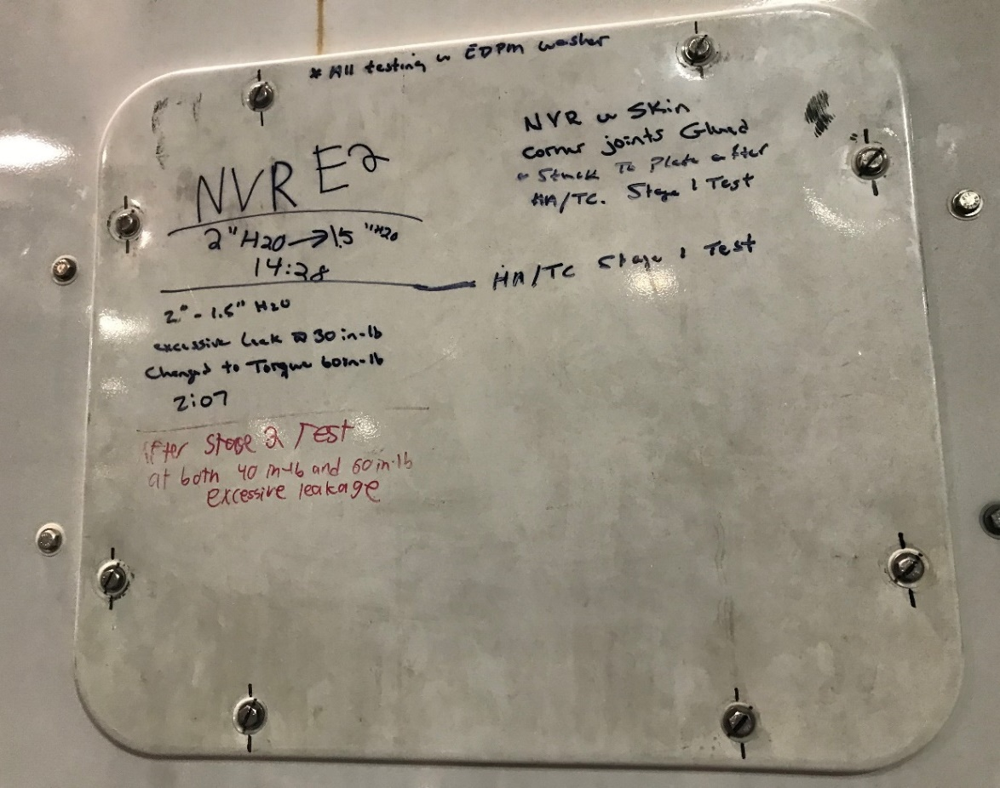 * All testing w EDPM washer
NVR E2
2" H2O → 1.5 "H2O
14:28
2" - 1.5" H2O
excessive leak @ 30 in-lb
Changed to Torque 60in-lb
2:07
After Stage 2 Test
at both 40 in-lb and 60 in-lb
excessive leakage
NVR w Skin
corner joints Glued
Stuck To Plate after
HA/TC. Stage 1 Test
HA/TC Stage 1 Test